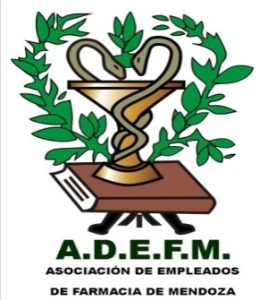 A.D.E.F.M.
ASOCIACIÓN DE EMPLEADOS
DE FARMACIA DE MENDOZA